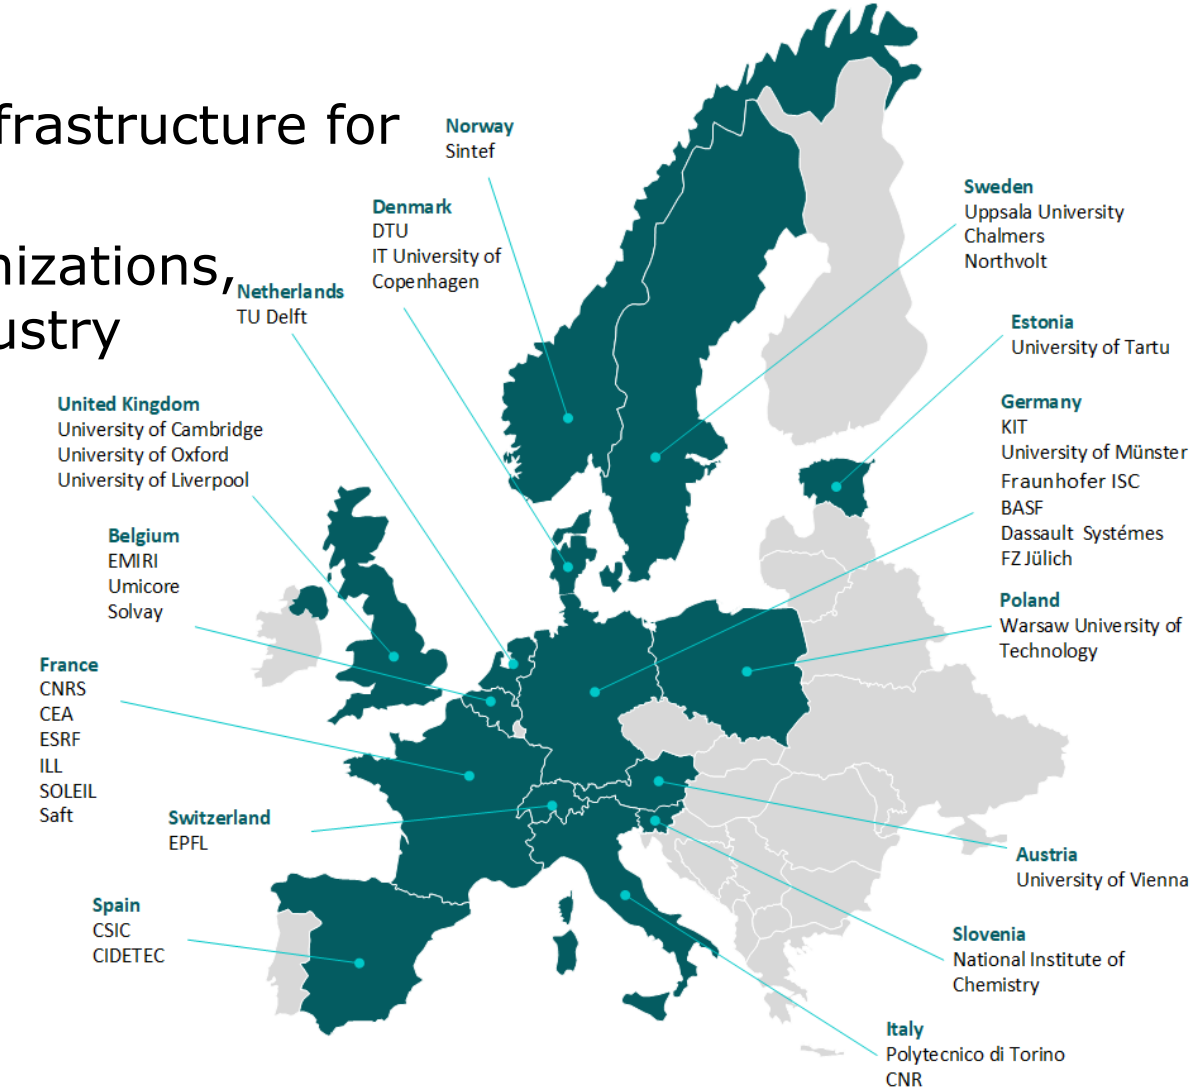 frastructure for
nizations,
ustry
Norway
Sintef
Denmark
DTU
IT University of
Copenhagen
Netherlands
TU Delft
Sweden
Uppsala University
Chalmers
Northvolt
Estonia
University of Tartu
United Kingdom
University of Cambridge
University of Oxford
University of Liverpool
Germany
KIT
University of Münster
Fraunhofer ISC
BASF
Dassault Systémes
FZ Jülich
Belgium
EMIRI
Umicore
Solvay
Poland
Warsaw University of
Technology
France
CNRS
CEA
ESRF
ILL
SOLEIL
Saft
Switzerland
EPFL
Austria
University of Vienna
Spain
CSIC
CIDETEC
Slovenia
National Institute of
Chemistry
Italy
Polytecnico di Torino
CNR